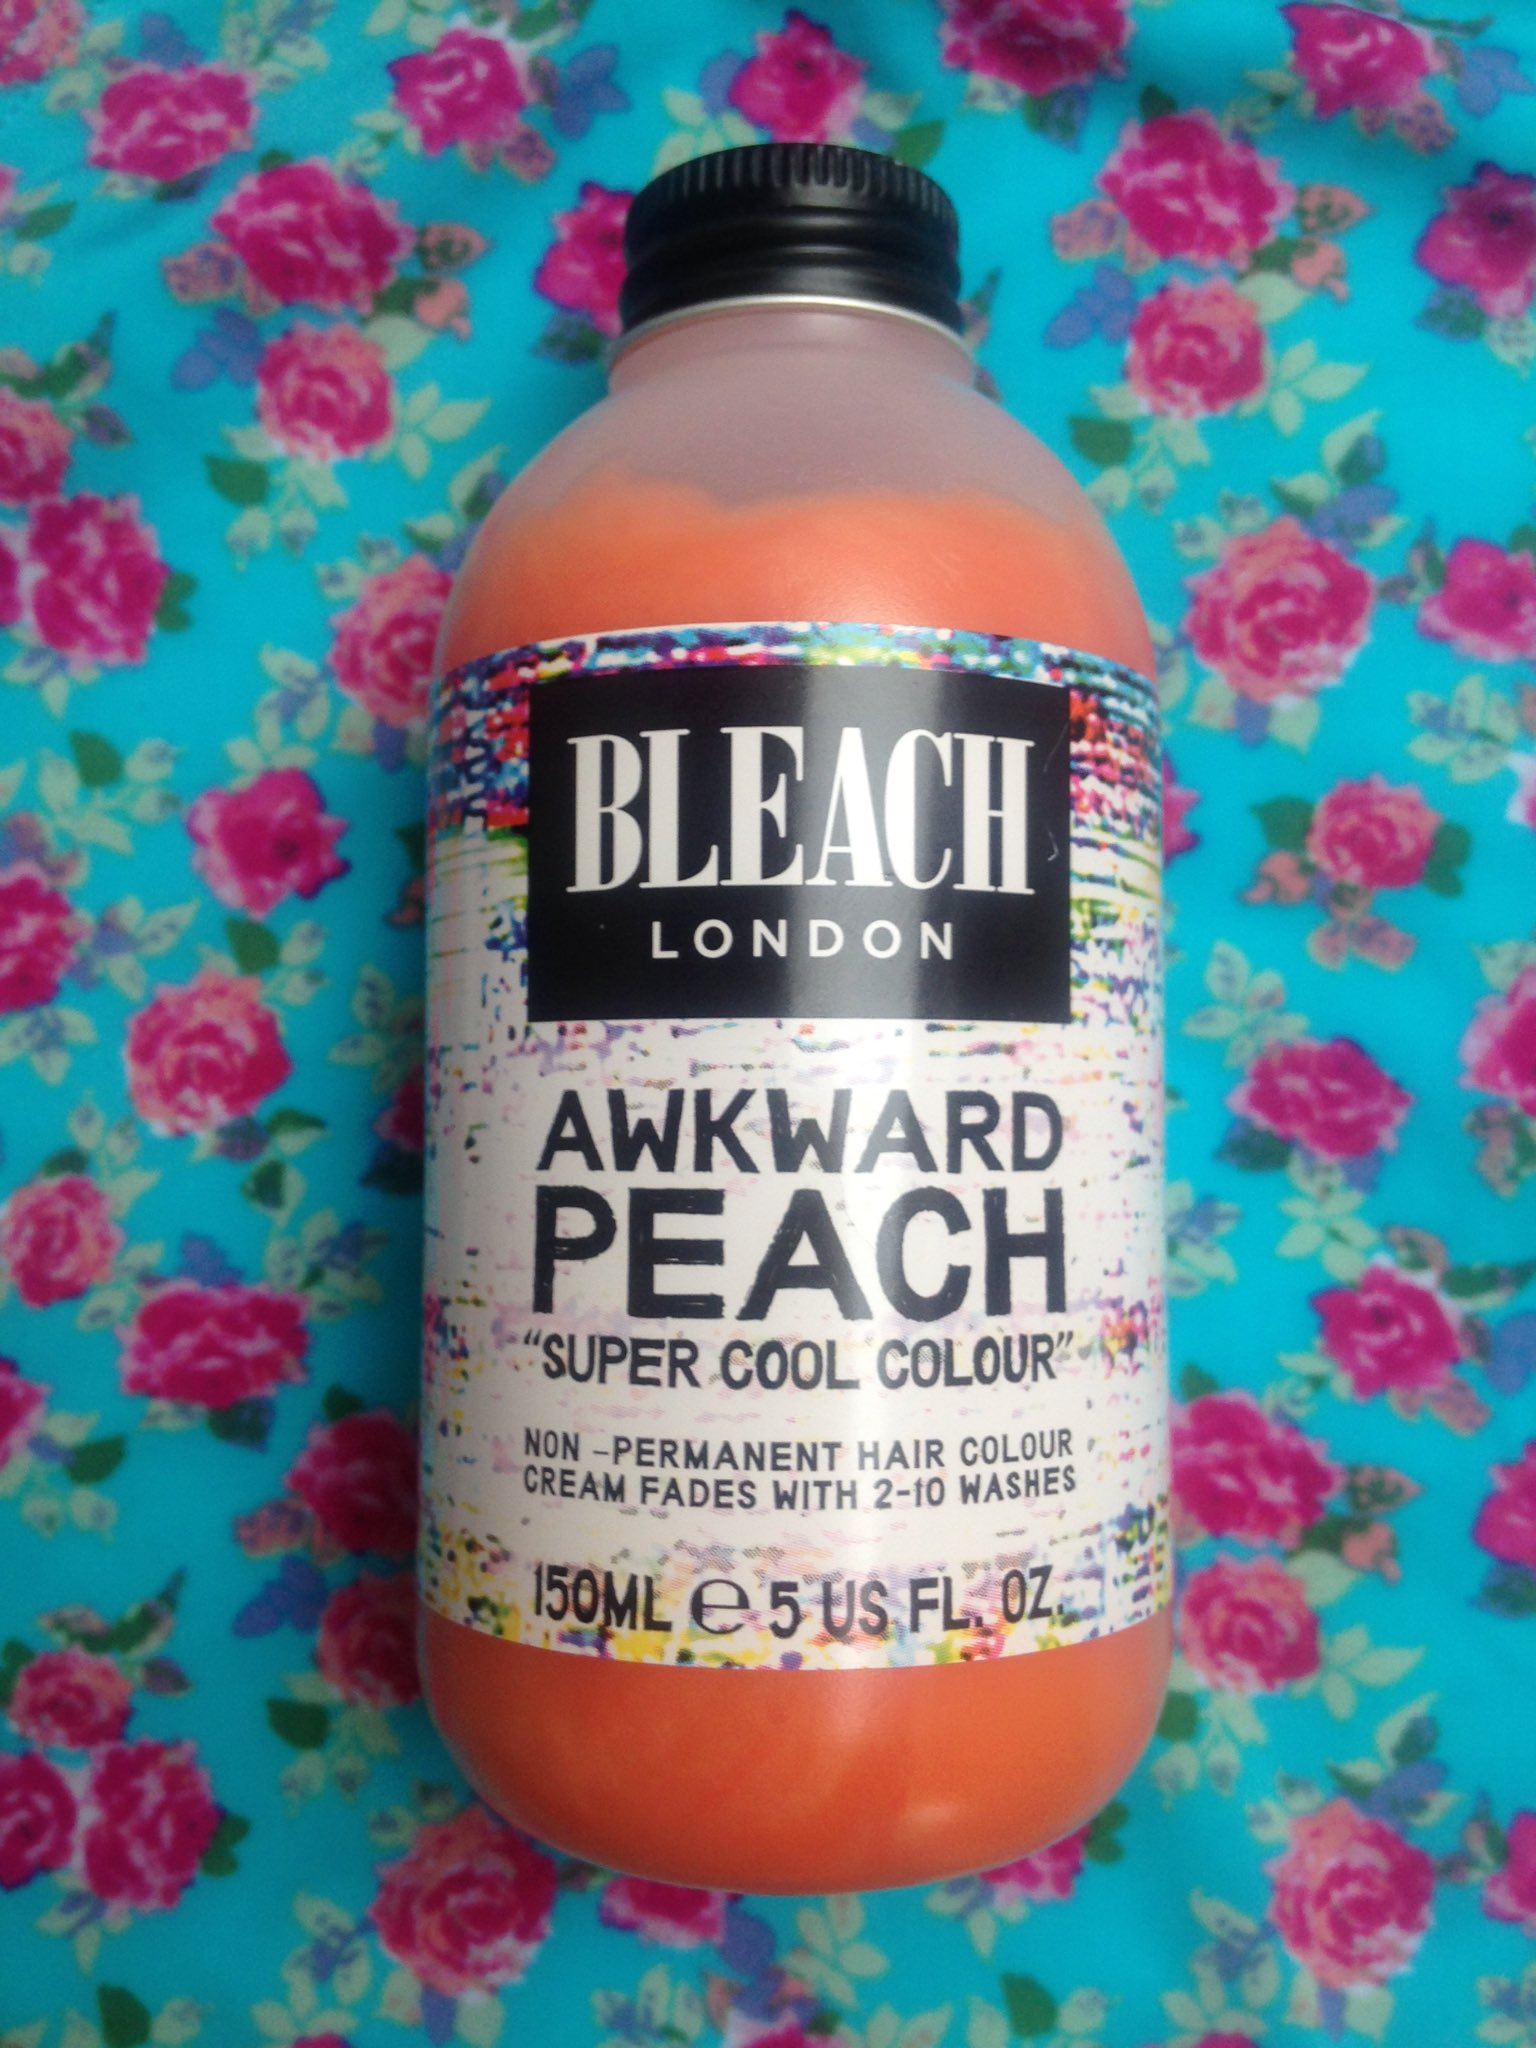 BLEACH
LONDON
AWKWARD
PEACH
"SUPER COOL COLOUR"
NON -PERMANENT HAIR COLOUR
CREAM FADES WITH 2-10 WASHES
150ML ℮ 5 US FL. OZ.